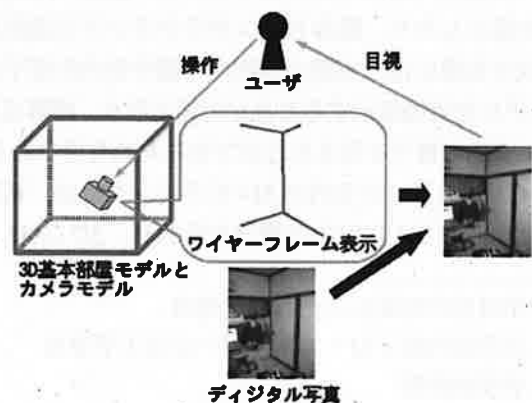 操作
目視
ユーザ
ワイヤーフレーム表示
3D基本部屋モデルと
カメラモデル
ディジタル写真